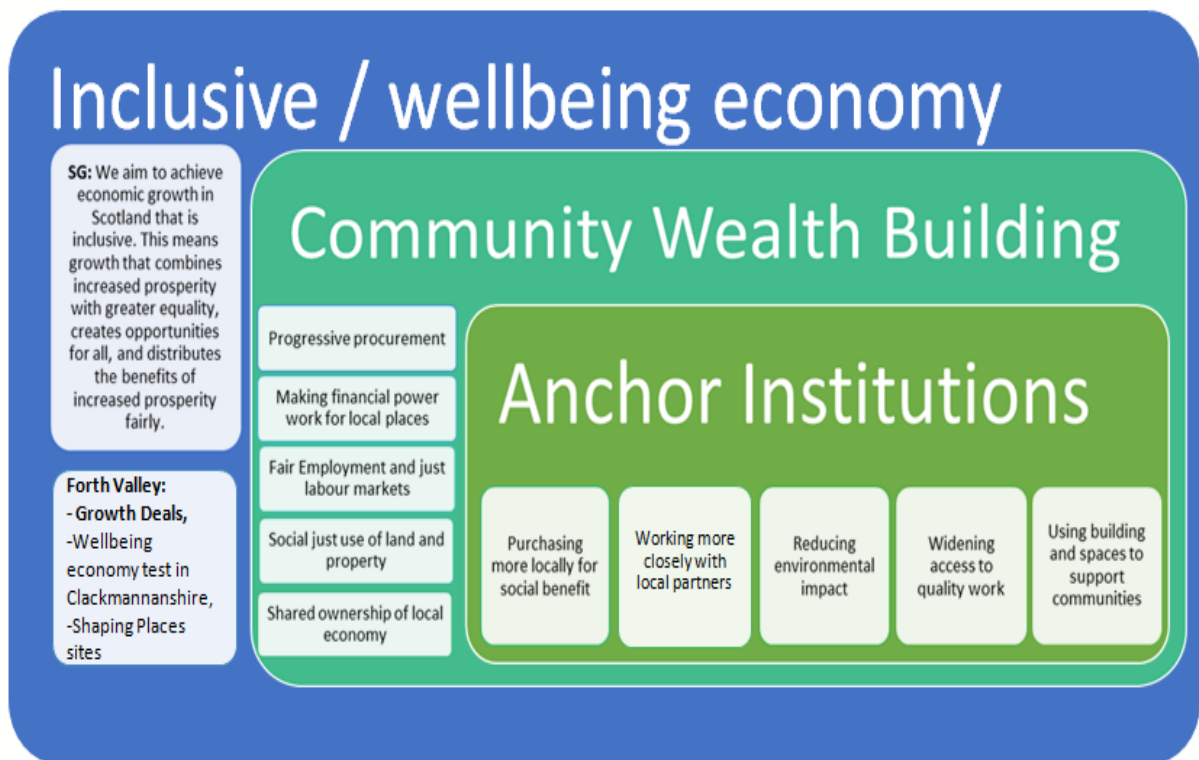 Inclusive / wellbeing economy
SG: We aim to achieve
economic growth in
Scotland that is
inclusive. This means
growth that combines
increased prosperity
with greater equality,
creates opportunities
for all, and distributes
the benefits of
increased prosperity
fairly.
Forth Valley:
- Growth Deals,
-Wellbeing
economy test in
Clackmannanshire,
-Shaping Places
sites
Community Wealth Building
Progressive procurement
Making financial power
work for local places
Fair Employment and just
labour markets
Social just use of land and
property
Shared ownership of local
economy
Anchor Institutions
Purchasing
more locally for
social benefit
Working more
closely with
local partners
Reducing
environmental
impact
Widening
access to
quality work
Using building
and spaces to
support
communities